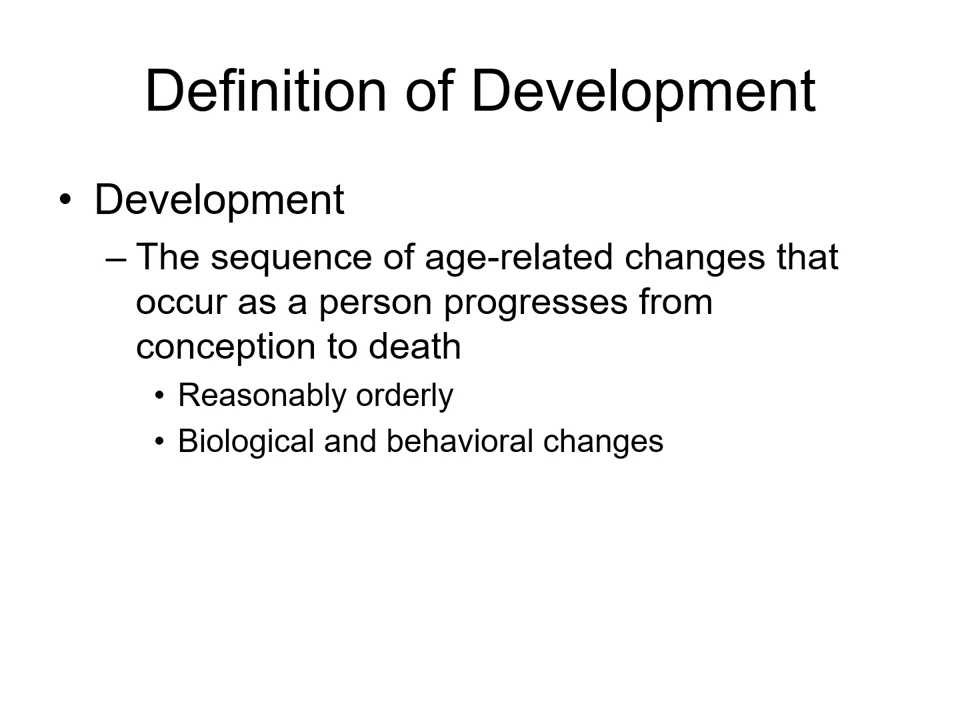 Definition of Development
• Development
– The sequence of age-related changes that
occur as a person progresses from
conception to death
• Reasonably orderly
• Biological and behavioral changes